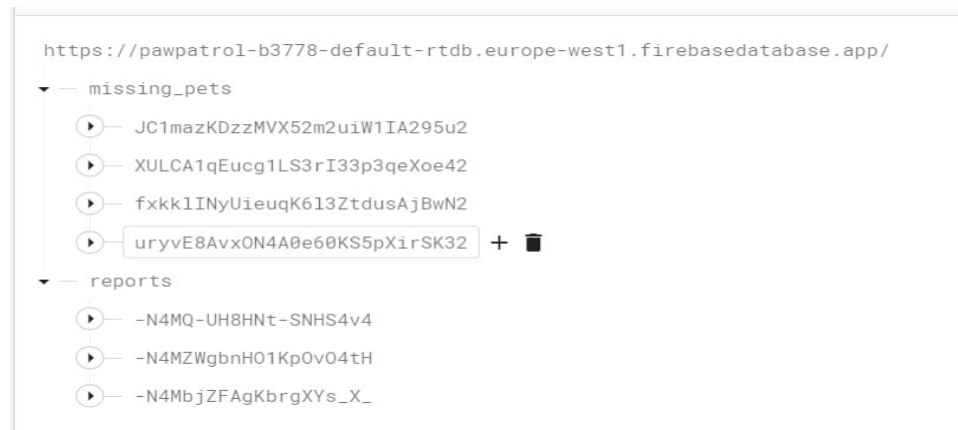 https://pawpatrol-b3778-default-rtdb.europe-west1.firebasedatabase.app/
missing_pets
JC1mazKDzzMVX52m2uiW1IA295u2
XULCA1qEucg1LS3rI33p3qeXoe42
fxkklINyUieuqK6l3ZtdusAjBwN2
uryvE8AvxON4A0e60KS5pXirSK32
reports
-N4MQ-UH8HNt-SNHS4v4
-N4MZWgbnHO1KpOvO4tH
-N4MbjZFAgKbrgXYs_X_